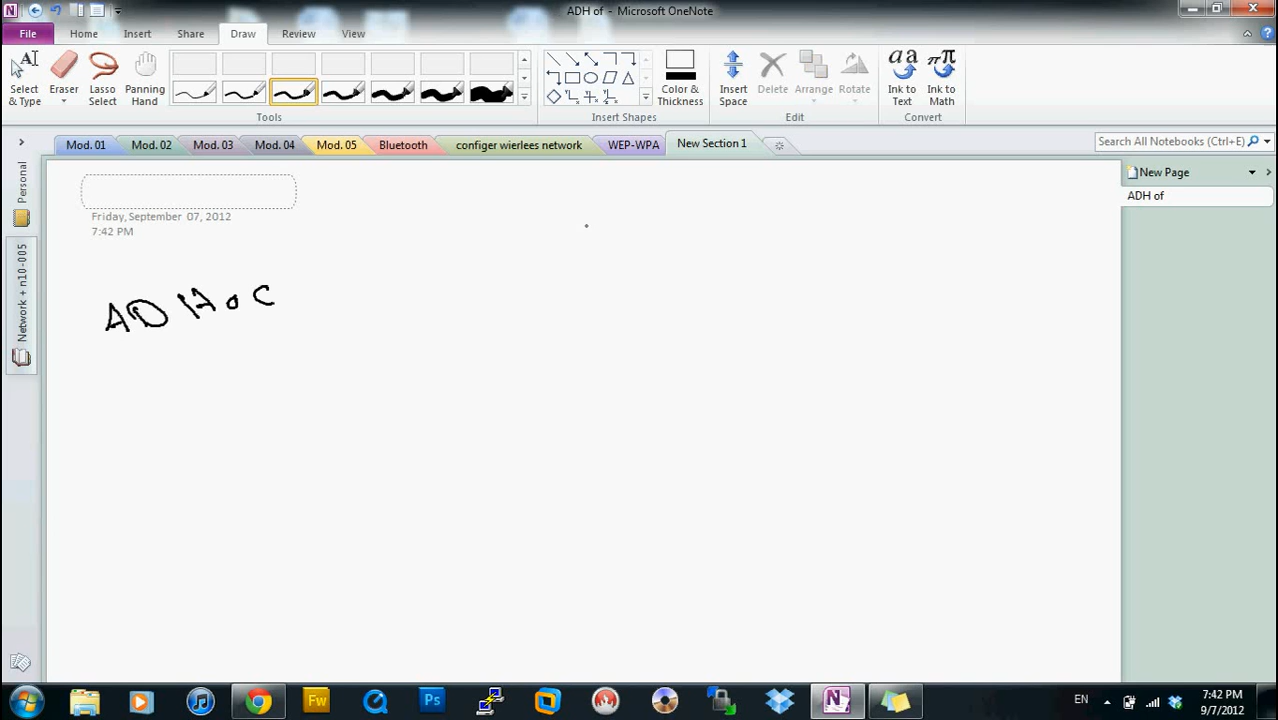 ADH of - Microsoft OneNote
File Home Insert Share Draw Review View
Select & Type
Eraser
Lasso Select
Panning Hand
Tools
Insert Shapes
Color & Thickness
Insert Space
Delete
Arrange
Rotate
Edit
Ink to Text
Ink to Math
Convert
Mod. 01 Mod. 02 Mod. 03 Mod. 04 Mod. 05 Bluetooth configer wierlees network WEP-WPA New Section 1
Search All Notebooks (Ctrl+E)
New Page
ADH of
Personal
Network + n10-005
Friday, September 07, 2012
7:42 PM
AD Hoc
Fw
Ps
EN
7:42 PM
9/7/2012